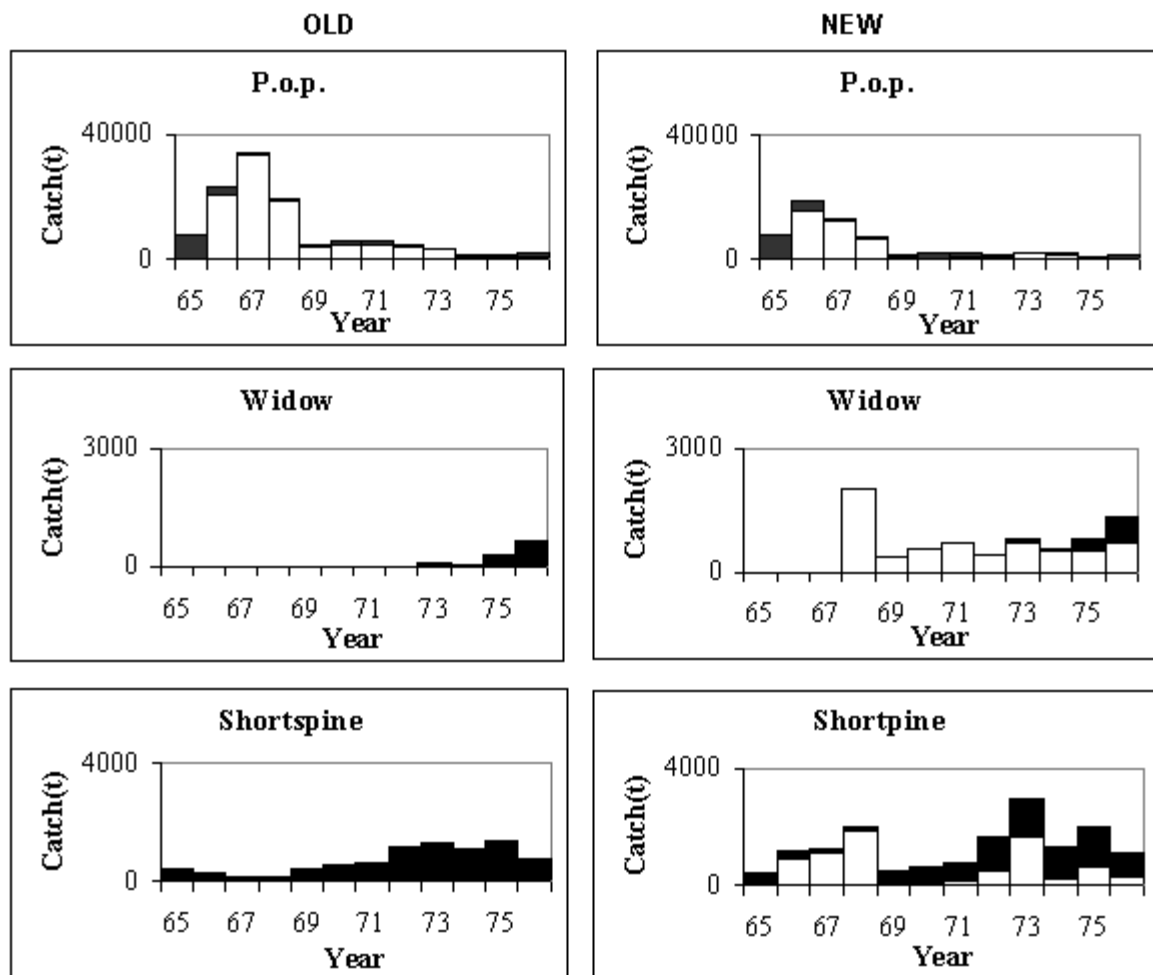 OLD
NEW
P.o.p.
40000
0
Catch(t)
65 67 69 71 73 75
Year
P.o.p.
40000
0
Catch(t)
65 67 69 71 73 75
Year
Widow
3000
0
Catch(t)
65 67 69 71 73 75
Year
Widow
3000
0
Catch(t)
65 67 69 71 73 75
Year
Shortspine
4000
0
Catch(t)
65 67 69 71 73 75
Year
Shortpine
4000
0
Catch(t)
65 67 69 71 73 75
Year